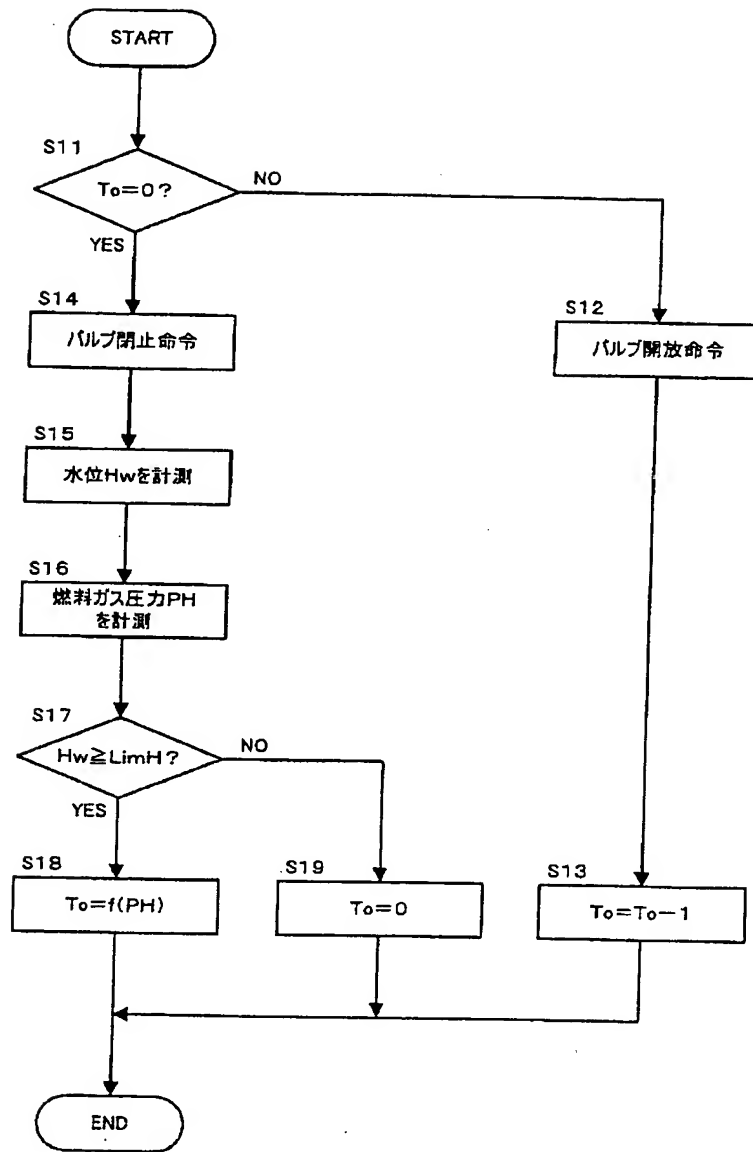 START
S11
To=0?
NO
YES
S14
バルブ閉止命令
S12
バルブ開放命令
S15
水位Hwを計測
S16
燃料ガス圧力PH
を計測
S17
Hw≧LimH?
NO
YES
S18
To=f(PH)
S19
To=0
S13
To=To-1
END